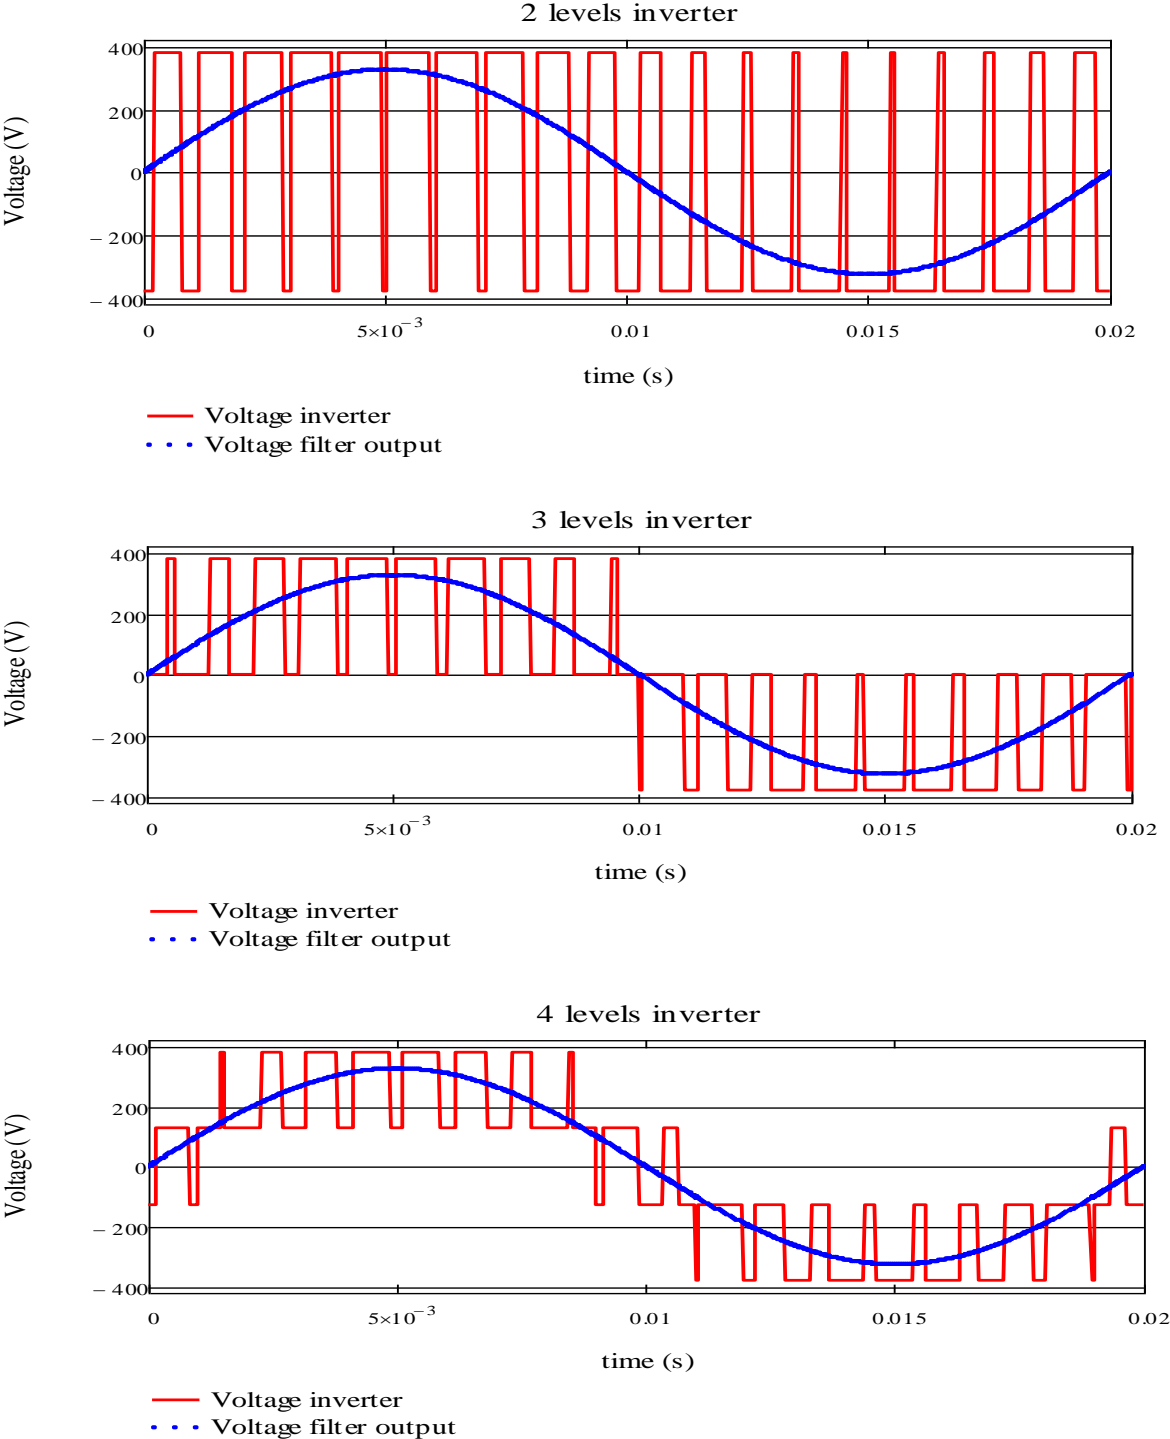 2 levels inverter
400
200
0
− 200
− 400
Voltage (V)
0 5×10⁻³ 0.01 0.015 0.02
time (s)
Voltage inverter
Voltage filter output
3 levels inverter
400
200
0
− 200
− 400
Voltage (V)
0 5×10⁻³ 0.01 0.015 0.02
time (s)
Voltage inverter
Voltage filter output
4 levels inverter
400
200
0
− 200
− 400
Voltage (V)
0 5×10⁻³ 0.01 0.015 0.02
time (s)
Voltage inverter
Voltage filter output